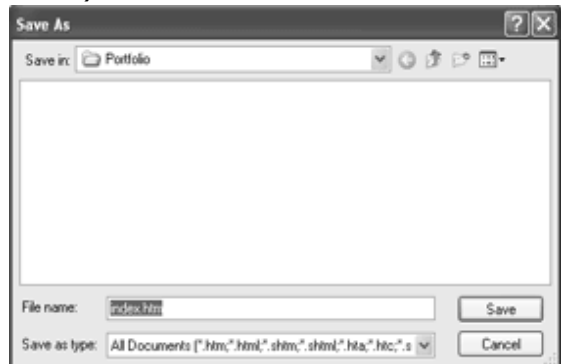 Save As
Save in: Portfolio
File name: index.htm Save
Save as type: All Documents (*.htm;*.html;*.shtm;*.shtml;*.hta;*.htc;*.s Cancel